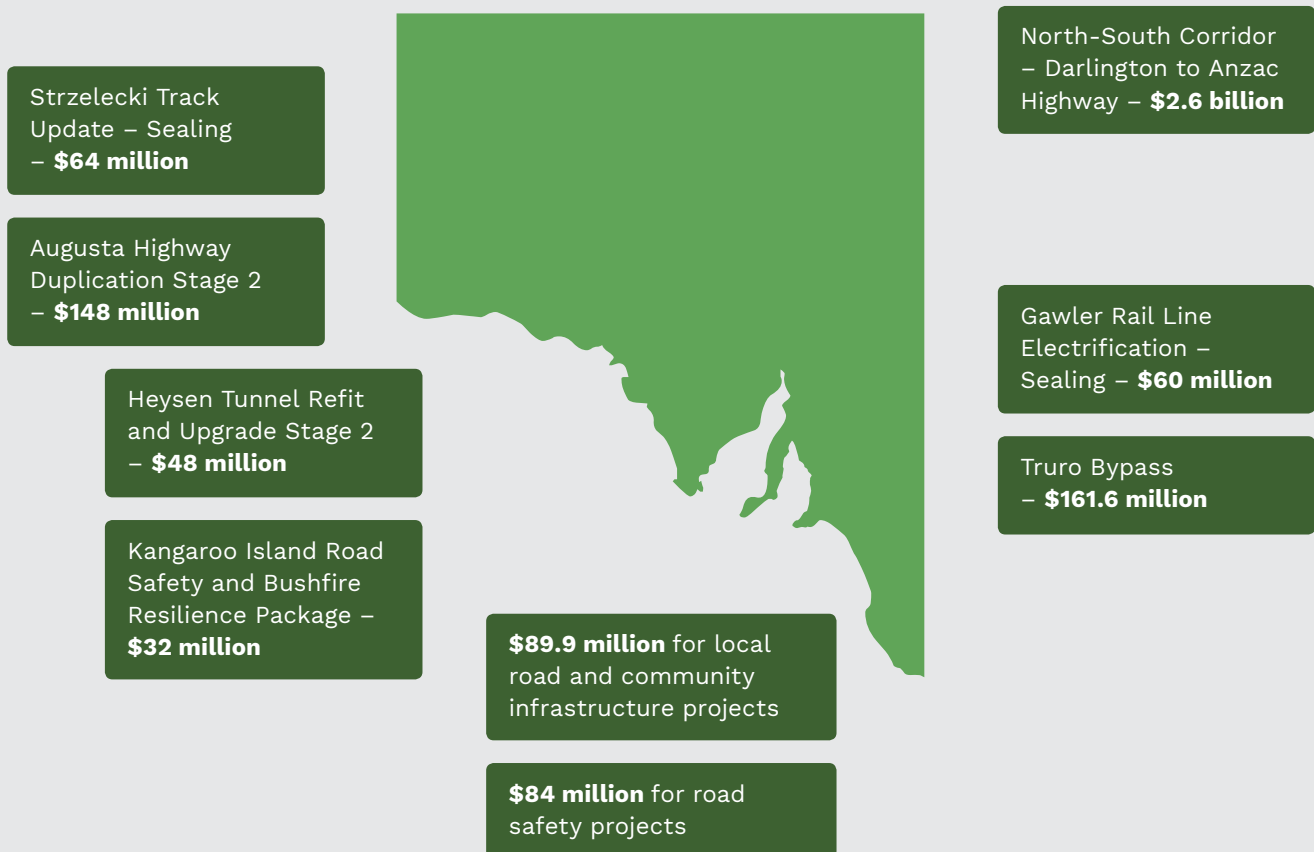 Strzelecki Track
Update – Sealing
– $64 million
Augusta Highway
Duplication Stage 2
– $148 million
Heysen Tunnel Refit
and Upgrade Stage 2
– $48 million
Kangaroo Island Road
Safety and Bushfire
Resilience Package –
$32 million
$89.9 million for local
road and community
infrastructure projects
$84 million for road
safety projects
North-South Corridor
– Darlington to Anzac
Highway – $2.6 billion
Gawler Rail Line
Electrification –
Sealing – $60 million
Truro Bypass
– $161.6 million